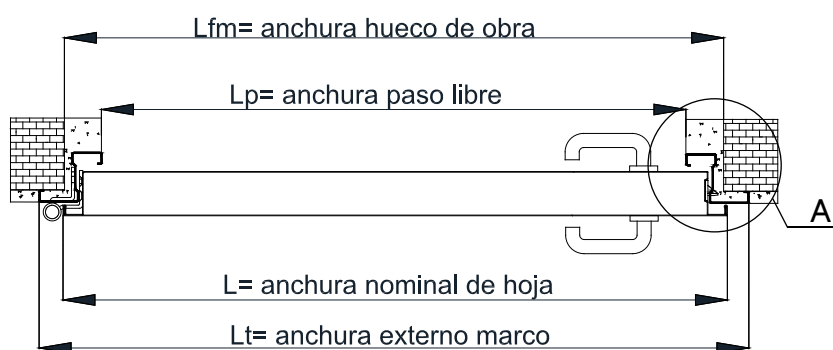 Lfm= anchura hueco de obra
Lp= anchura paso libre
A
L= anchura nominal de hoja
Lt= anchura externo marco